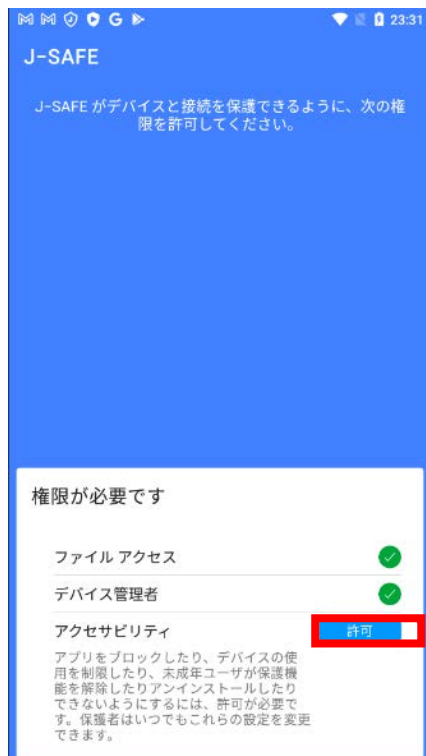 23:31
J-SAFE
J-SAFE がデバイスと接続を保護できるように、次の権
限を許可してください。
権限が必要です
ファイル アクセス
デバイス管理者
アクセサビリティ
許可
アプリをブロックしたり、デバイスの使
用を制限したり、未成年ユーザが保護機
能を解除したりアンインストールしたり
できないようにするには、許可が必要で
す。保護者はいつでもこれらの設定を変更
できます。